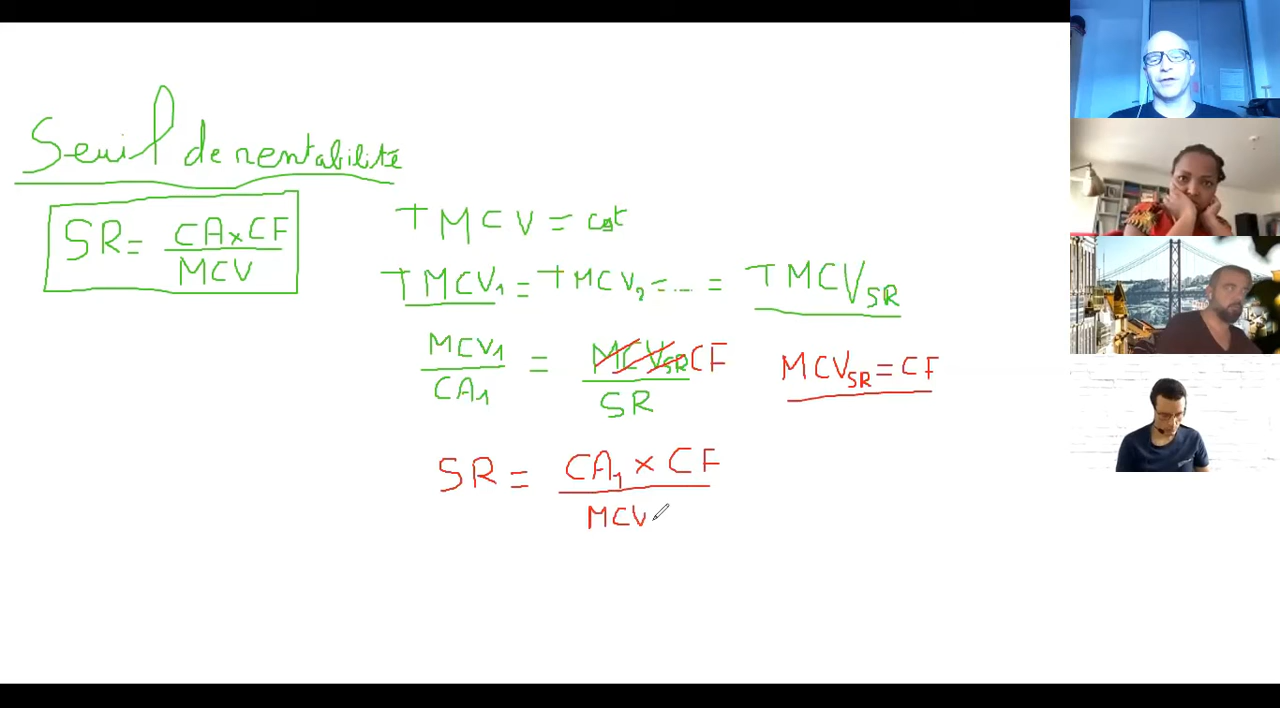 Seuil de rentabilité
SR = CA x CF / MCV
TMCV = cst
TMCV1 = TMCV2 = ... = TMCVSR
MCV1 / CA1 = MCVSR CF / SR
MCVSR = CF
SR = CA1 x CF / MCV